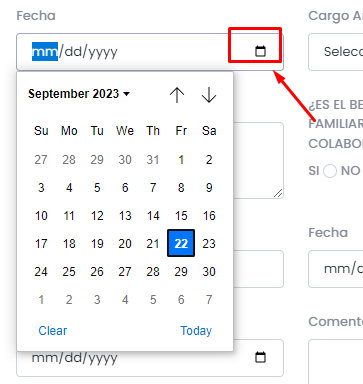 Fecha
Cargo A
mm/dd/yyyy
Selec
September 2023
Su Mo Tu We Th Fr Sa
27 28 29 30 31 1 2
3 4 5 6 7 8 9
10 11 12 13 14 15 16
17 18 19 20 21 22 23
24 25 26 27 28 29 30
1 2 3 4 5 6 7
Clear Today
¿ES EL BE
FAMILIAR
COLABO
SI NO
Fecha
mm/dd/y
Coment
mm/dd/yyyy